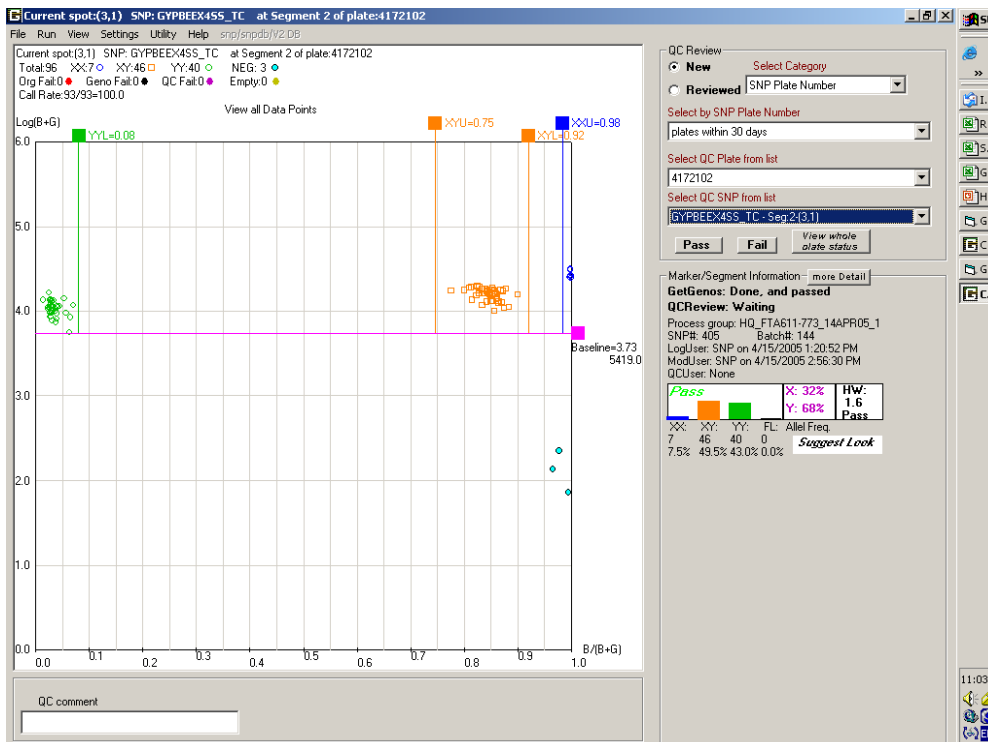 Current spot:(3,1) SNP: GYPBEEX4SS_TC at Segment 2 of plate:4172102
File Run View Settings Utility Help snp/snpdb/V2 DB
Current spot:(3,1) SNP: GYPBEEX4SS_TC at Segment 2 of plate:4172102
Total:96 XX:7 XY:46 YY:40 NEG: 3
Org Fail:0 Geno Fail:0 QC Fail:0 Empty:0
Call Rate:93/93=100.0
View all Data Points
Log(B+G)
YYL=0.08 XYU=0.75 XYL=0.92 XXU=0.98
6.0
5.0
4.0
Baseline=3.73
5419.0
3.0
2.0
1.0
0.0
0.0 0.1 0.2 0.3 0.4 0.5 0.6 0.7 0.8 0.9 1.0
B/(B+G)
QC comment
QC Review
New
Reviewed
Select Category
SNP Plate Number
Select by SNP Plate Number
plates within 30 days
Select QC Plate from list
4172102
Select QC SNP from list
GYPBEEX4SS_TC - Seg:2-(3,1)
Pass Fail View whole plate status
Marker/Segment Information more Detail
GetGenos: Done, and passed
QCReview: Waiting
Process group: HQ_FTA611-773_14APR05_1
SNP#: 405 Batch#: 144
LogUser: SNP on 4/15/2005 1:20:52 PM
ModUser: SNP on 4/15/2005 2:56:30 PM
QCUser: None
Pass X: 32% HW:
Y: 68% 1.6
Pass
XX: XY: YY: FL: Allel Freq.
7 46 40 0 Suggest Look
7.5% 49.5% 43.0% 0.0%
11:03